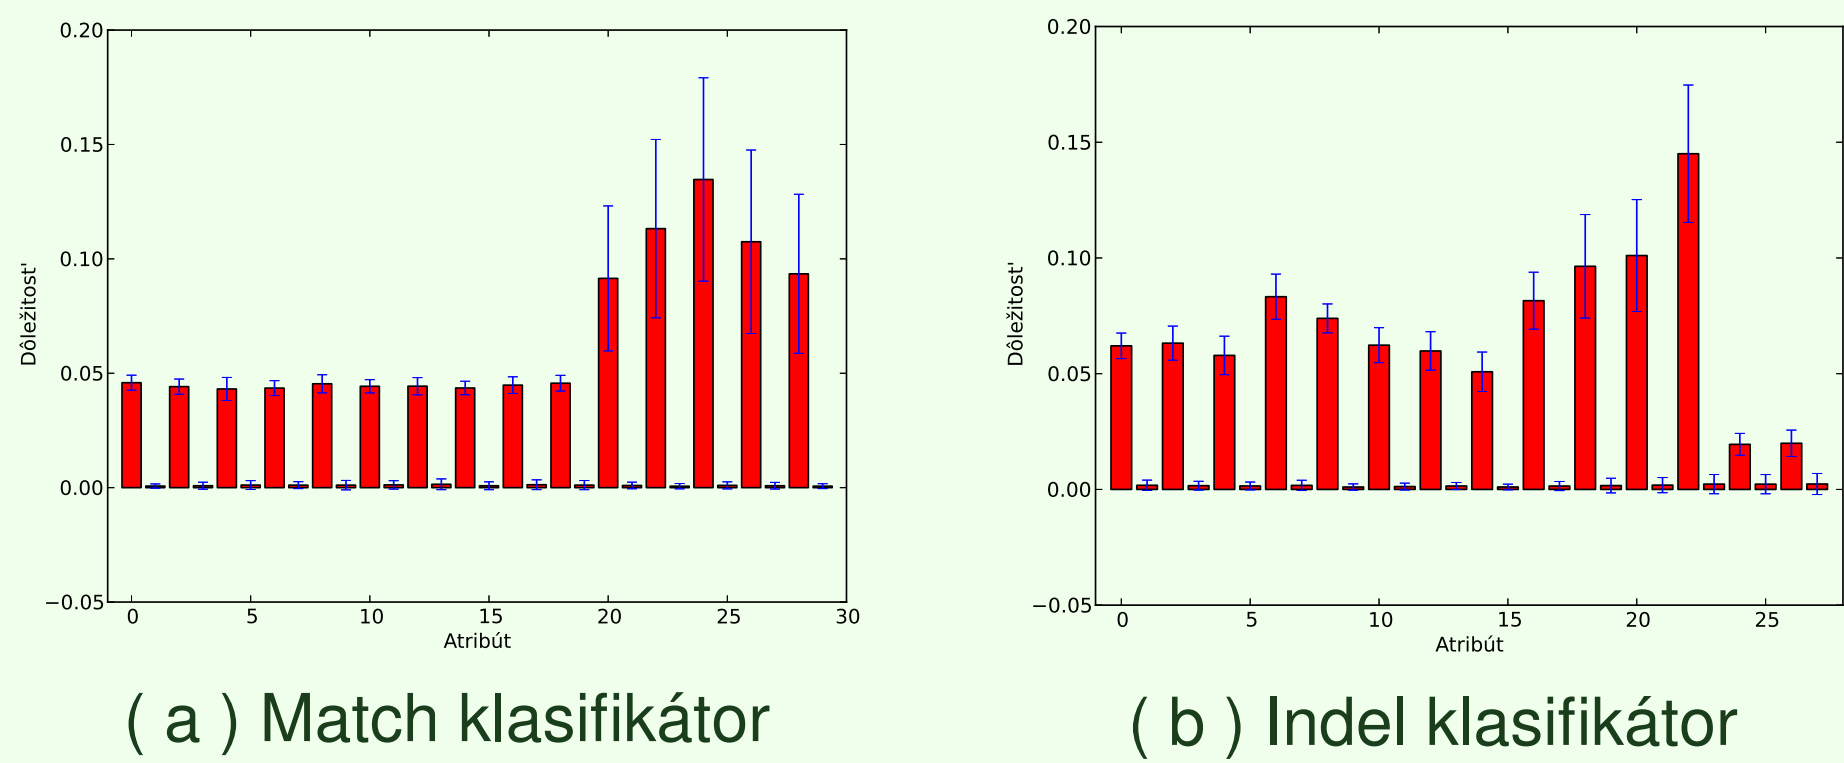 0.20
0.15
0.10
0.05
0.00
−0.05
Dôležitost'
0 5 10 15 20 25 30
Atribút
( a ) Match klasifikátor
0.20
0.15
0.10
0.05
0.00
−0.05
Dôležitost'
0 5 10 15 20 25
Atribút
( b ) Indel klasifikátor